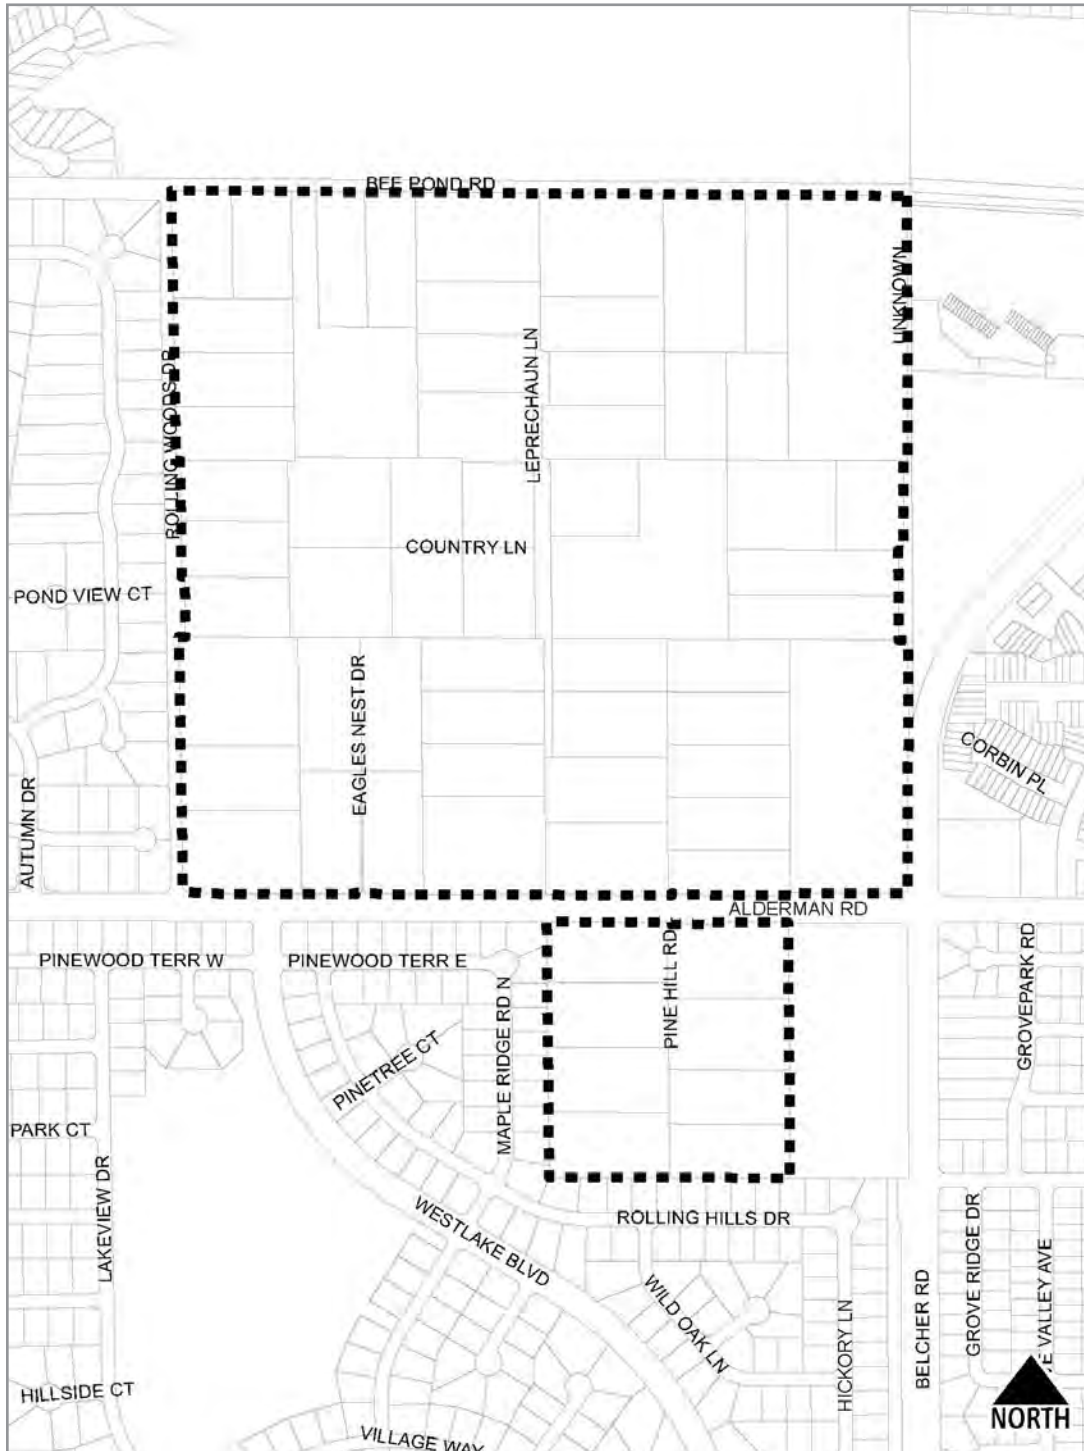 BEE POND RD
UNKNOWN
LEPRECHAUN LN
ROLLING WOODS DR
COUNTRY LN
POND VIEW CT
EAGLES NEST DR
CORBIN PL
AUTUMN DR
ALDERMAN RD
PINEWOOD TERR W
PINEWOOD TERR E
PINE HILL RD
GROVEPARK RD
MAPLE RIDGE RD N
PINETREE CT
PARK CT
LAKEVIEW DR
WESTLAKE BLVD
ROLLING HILLS DR
GROVE RIDGE DR
VALLEY AVE
WILD OAK LN
HICKORY LN
BELCHER RD
HILLSIDE CT
VILLAGE WAY
NORTH